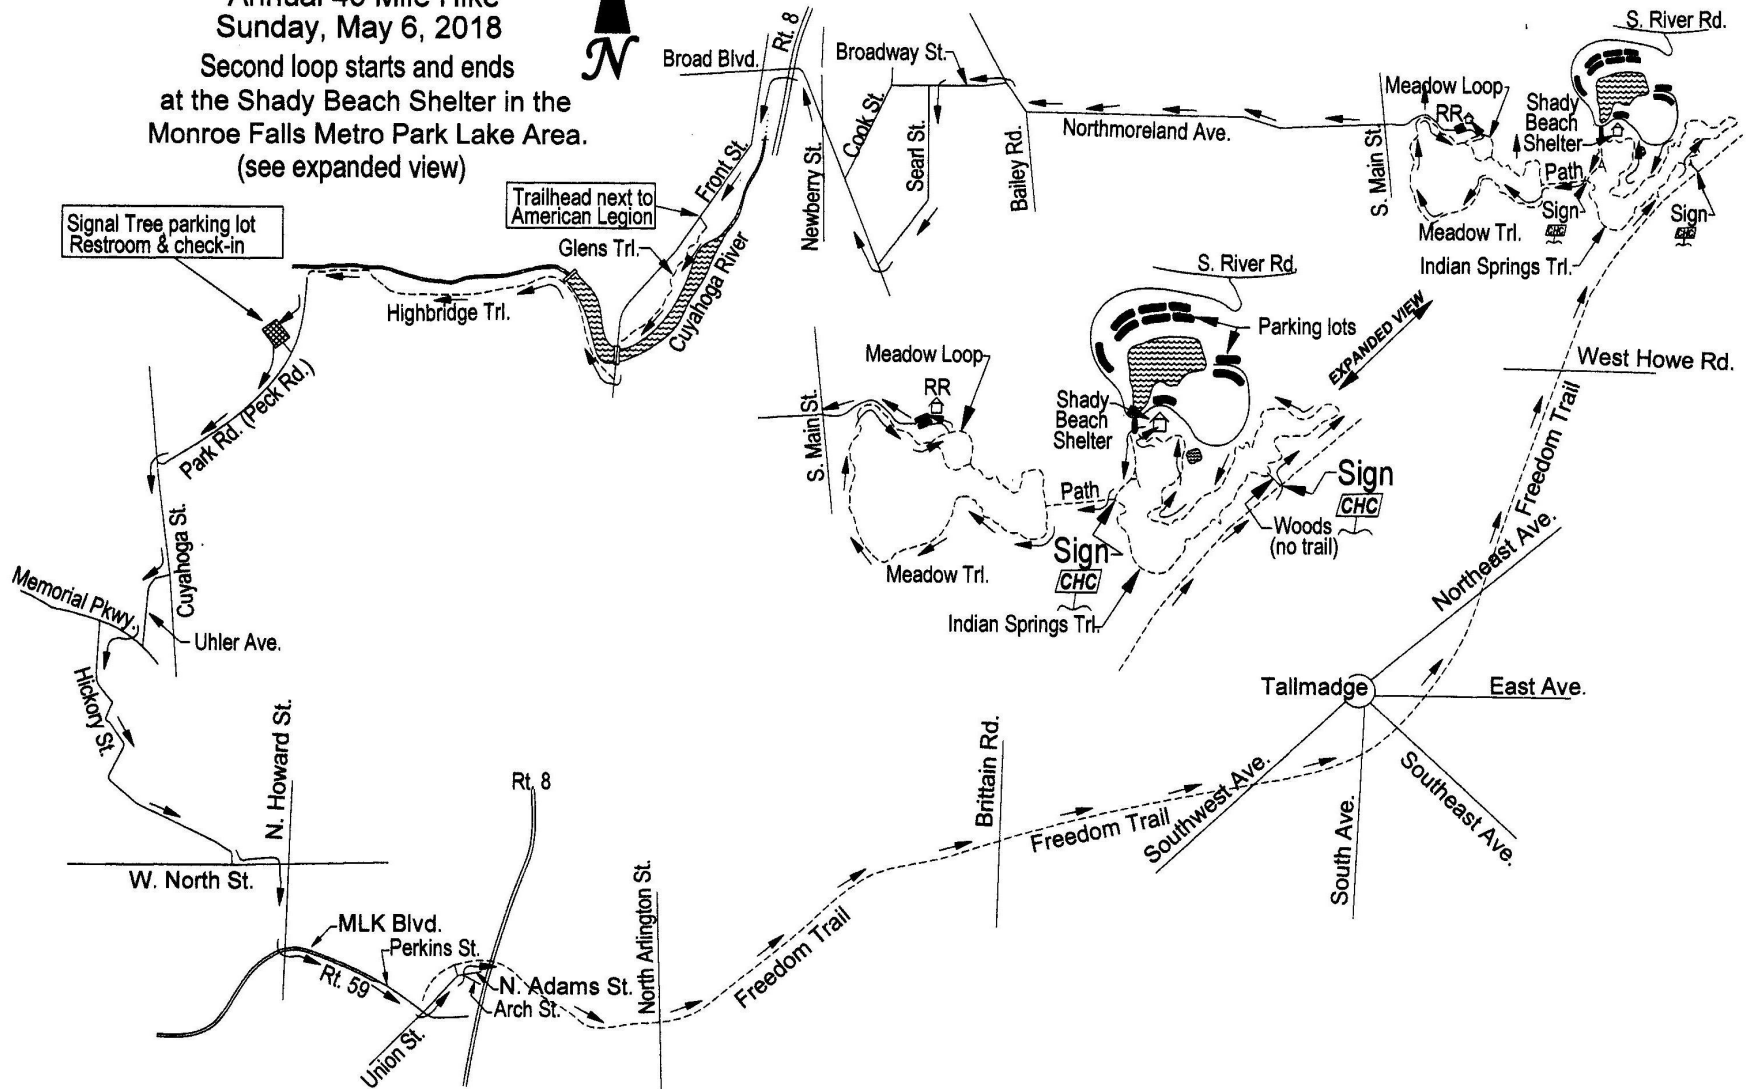 Annual 40 Mile Hike
Sunday, May 6, 2018
Second loop starts and ends
at the Shady Beach Shelter in the
Monroe Falls Metro Park Lake Area.
(see expanded view)
N
Broad Blvd.
Rt. 8
Broadway St.
Newberry St.
Cook St.
Searl St.
Bailey Rd.
Northmoreland Ave.
S. Main St.
Meadow Loop
RR
Shady
Beach
Shelter
S. River Rd.
Path
Sign
Sign
Meadow Trl.
Indian Springs Trl.
Front St.
Trailhead next to
American Legion
Glens Trl.
Cuyahoga River
Signal Tree parking lot
Restroom & check-in
Highbridge Trl.
Park Rd. (Peck Rd.)
Cuyahoga St.
Memorial Pkwy.
Uhler Ave.
Hickory St.
N. Howard St.
W. North St.
MLK Blvd.
Perkins St.
Rt. 59
Union St.
N. Adams St.
Arch St.
Rt. 8
North Arlington St.
Freedom Trail
Brittain Rd.
Freedom Trail
Southwest Ave.
South Ave.
Southeast Ave.
Tallmadge
East Ave.
Northeast Ave.
Freedom Trail
West Howe Rd.
EXPANDED VIEW
S. River Rd.
Parking lots
Meadow Loop
RR
Shady
Beach
Shelter
S. Main St.
Path
Sign
CHC
Sign
CHC
Woods
(no trail)
Meadow Trl.
Indian Springs Trl.